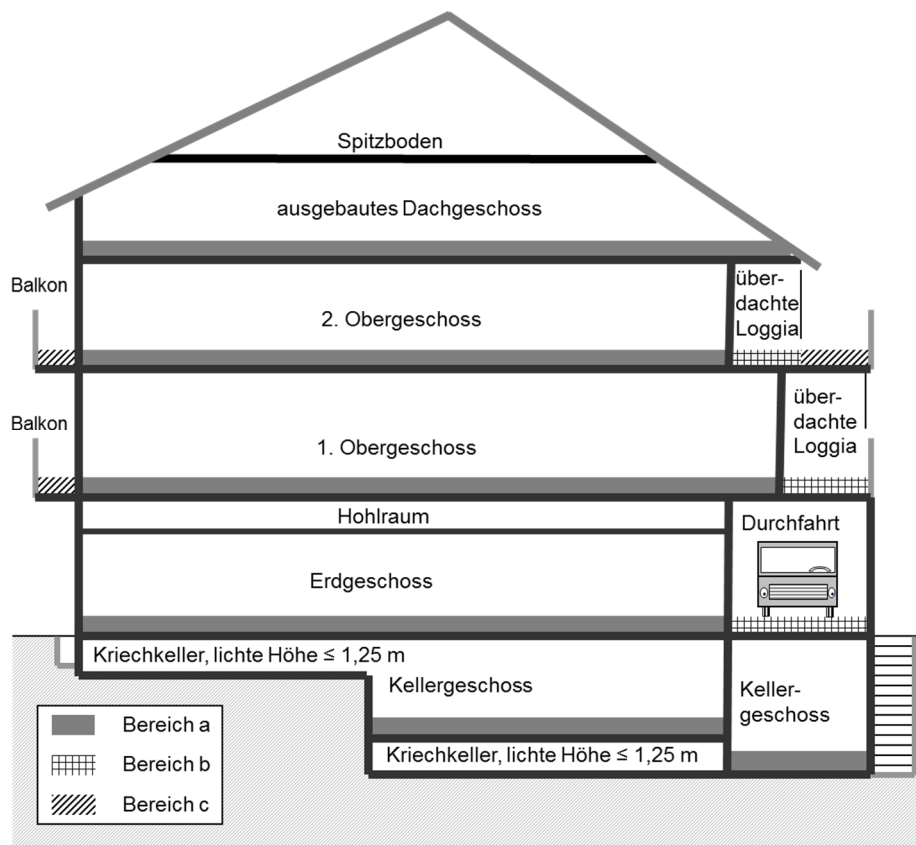 Spitzboden
ausgebautes Dachgeschoss
Balkon
2. Obergeschoss
über-
dachte
Loggia
Balkon
1. Obergeschoss
über-
dachte
Loggia
Hohlraum
Durchfahrt
Erdgeschoss
Kriechkeller, lichte Höhe ≤ 1,25 m
Kellergeschoss
Keller-
geschoss
Kriechkeller, lichte Höhe ≤ 1,25 m
Bereich a
Bereich b
Bereich c